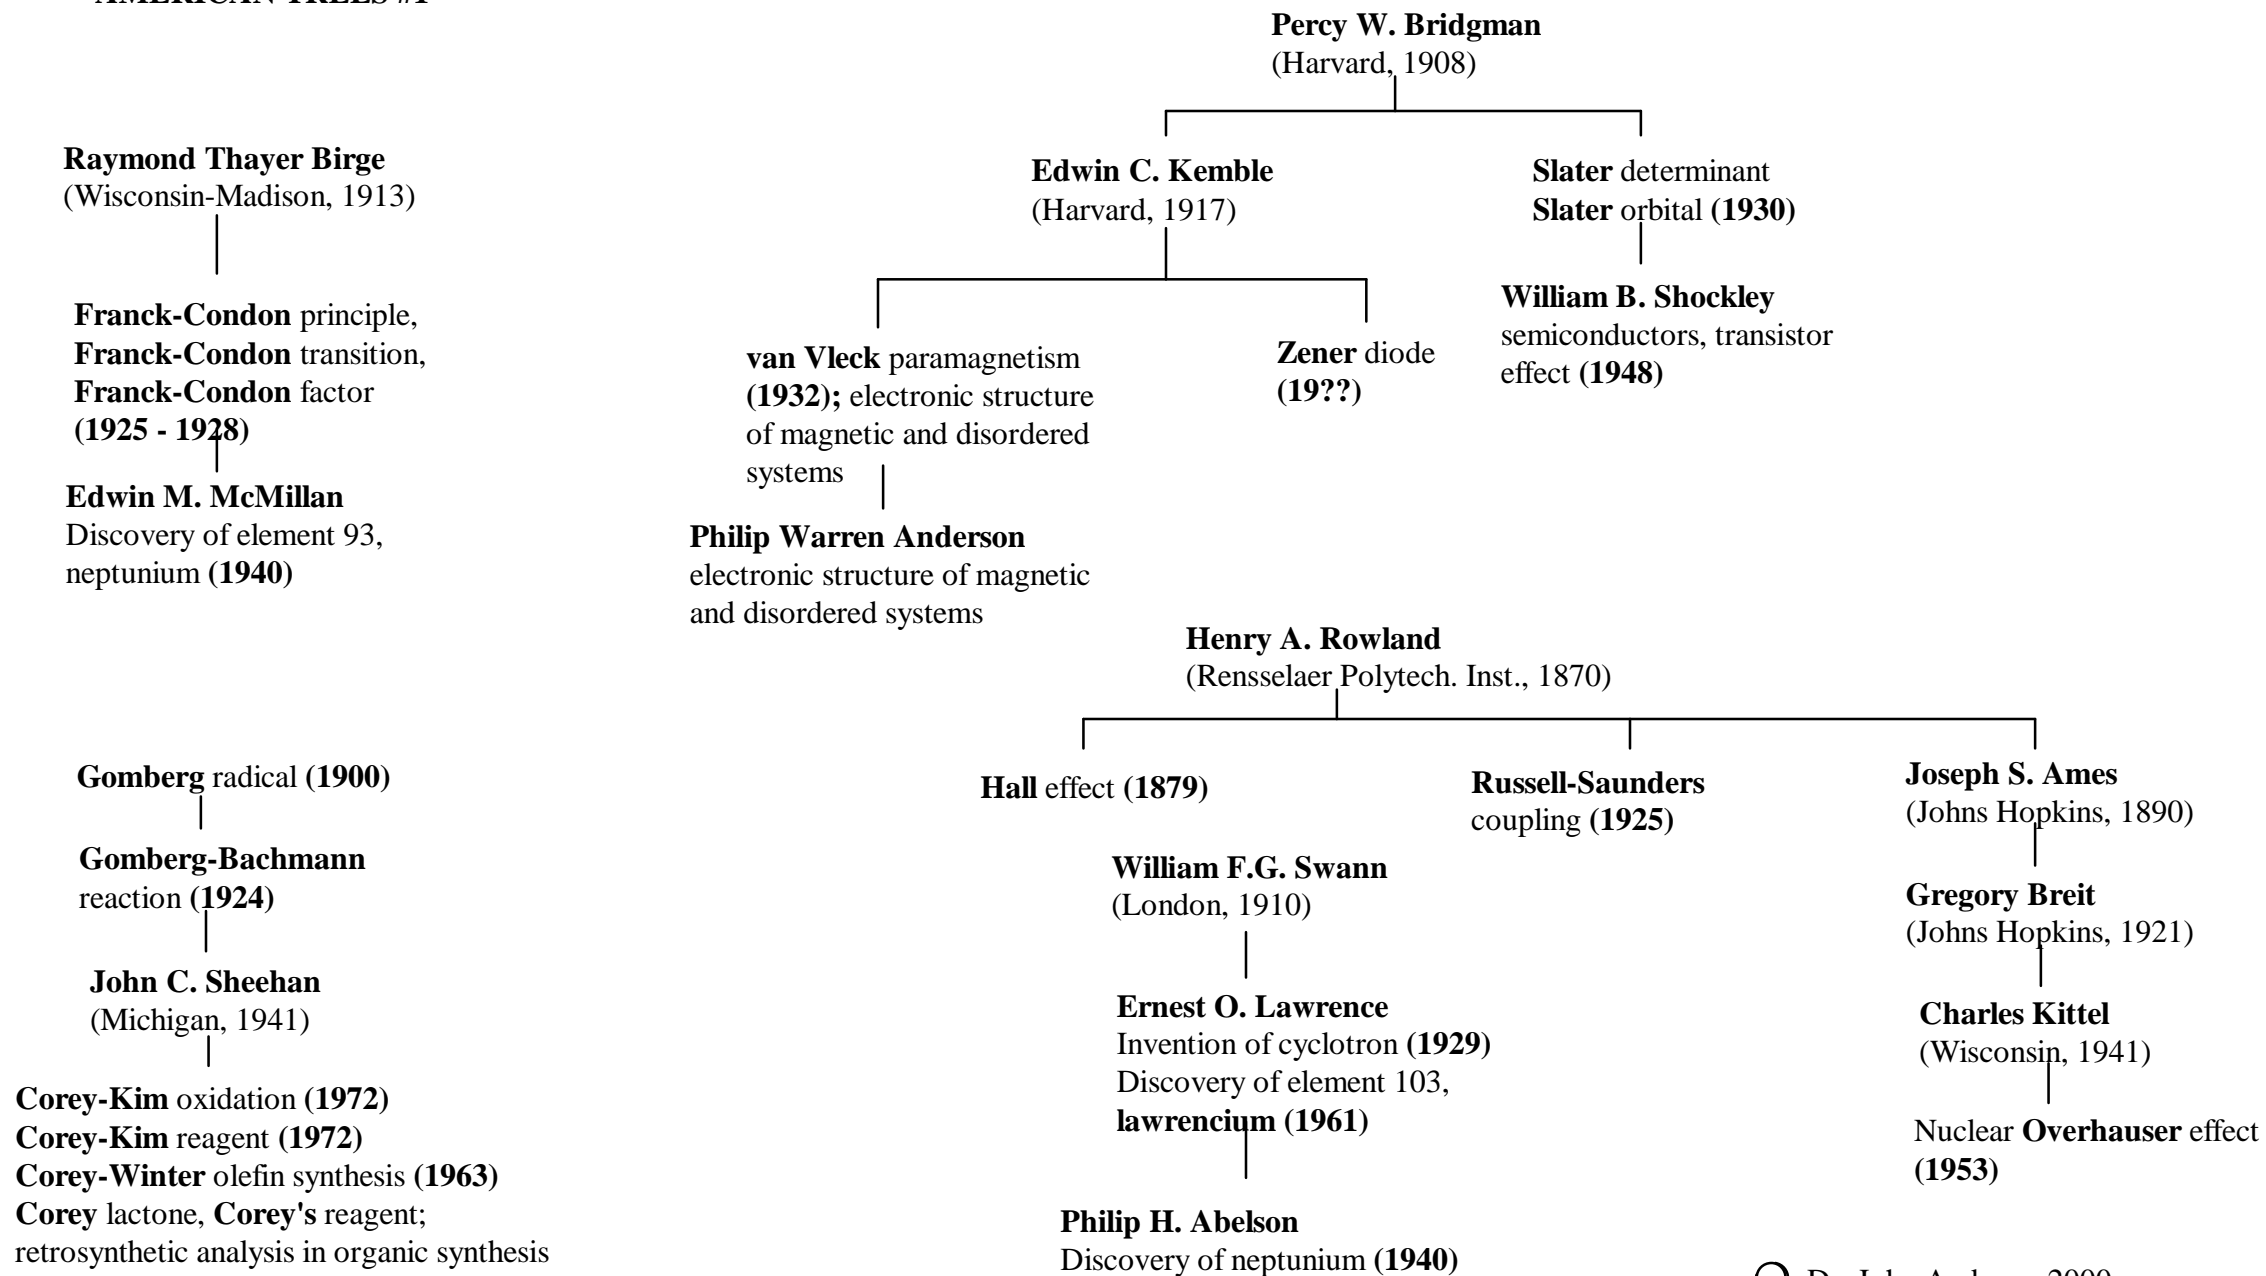 AMERICAN TREES #1
Percy W. Bridgman
(Harvard, 1908)
Raymond Thayer Birge
(Wisconsin-Madison, 1913)
Edwin C. Kemble
(Harvard, 1917)
Slater determinant
Slater orbital (1930)
Franck-Condon principle,
Franck-Condon transition,
Franck-Condon factor
(1925 - 1928)
van Vleck paramagnetism
(1932); electronic structure
of magnetic and disordered
systems
Zener diode
(19??)
William B. Shockley
semiconductors, transistor
effect (1948)
Edwin M. McMillan
Discovery of element 93,
neptunium (1940)
Philip Warren Anderson
electronic structure of magnetic
and disordered systems
Henry A. Rowland
(Rensselaer Polytech. Inst., 1870)
Gomberg radical (1900)
Gomberg-Bachmann
reaction (1924)
John C. Sheehan
(Michigan, 1941)
Corey-Kim oxidation (1972)
Corey-Kim reagent (1972)
Corey-Winter olefin synthesis (1963)
Corey lactone, Corey's reagent;
retrosynthetic analysis in organic synthesis
Hall effect (1879)
Russell-Saunders
coupling (1925)
Joseph S. Ames
(Johns Hopkins, 1890)
William F.G. Swann
(London, 1910)
Ernest O. Lawrence
Invention of cyclotron (1929)
Discovery of element 103,
lawrencium (1961)
Philip H. Abelson
Discovery of neptunium (1940)
Gregory Breit
(Johns Hopkins, 1921)
Charles Kittel
(Wisconsin, 1941)
Nuclear Overhauser effect
(1953)
Dr. John Andraos, 2000